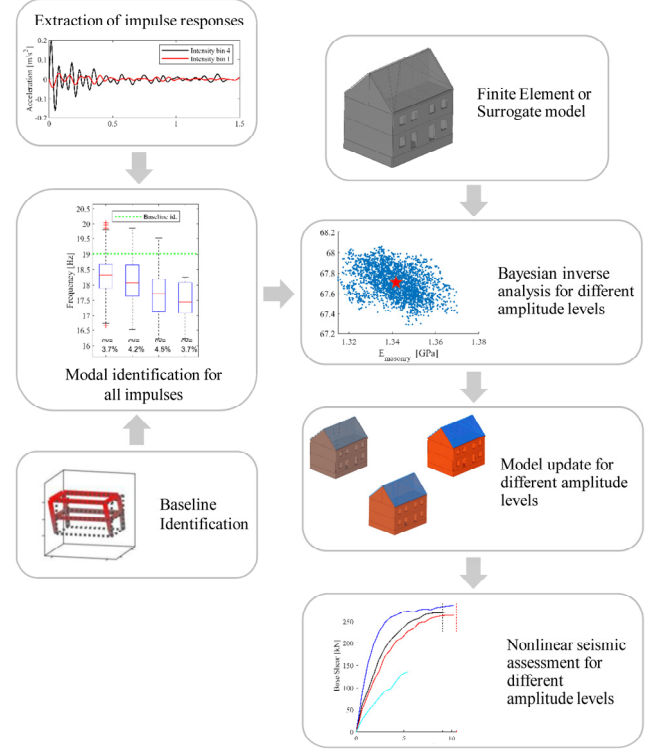 Extraction of impulse responses
Acceleration [m/s²]
0.2
0.1
0
-0.1
-0.2
0
0.5
1
1.5
Intensity bin 4
Intensity bin 1
Finite Element or
Surrogate model
Frequency [Hz]
20.5
20
19.5
19
18.5
18
17.5
17
16.5
16
Baseline id.
3.7%
4.2%
4.5%
3.7%
Modal identification for
all impulses
68.2
68
67.8
67.6
67.4
67.2
1.32
1.34
1.36
1.38
E masonry [GPa]
Bayesian inverse
analysis for different
amplitude levels
Baseline
Identification
Model update for
different amplitude
levels
Base Shear [kN]
250
200
150
100
50
0
0
5
10
Nonlinear seismic
assessment for
different
amplitude levels